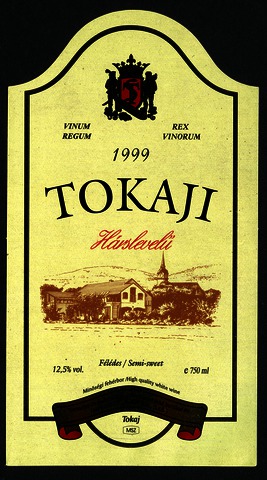 VINUM REX
REGUM VINORUM
1999
TOKAJI
Hárslevelű
Félédes / Semi-sweet
12,5% vol. e 750 ml
Minőségi fehérbor /High quality white wine
Tokaj
MSZ